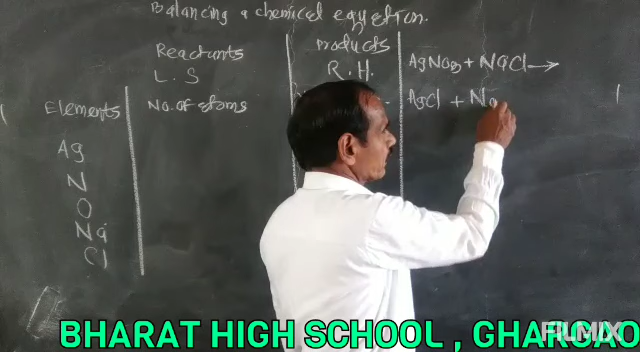 Balancing a chemical equation.
Reactants
L.S
products
R.H.
AgNO3 + NaCl →
AgCl + Na
Elements
No. of atoms
Ag
N
O
Na
Cl
BHARAT HIGH SCHOOL , GHARGAO
FILMIX